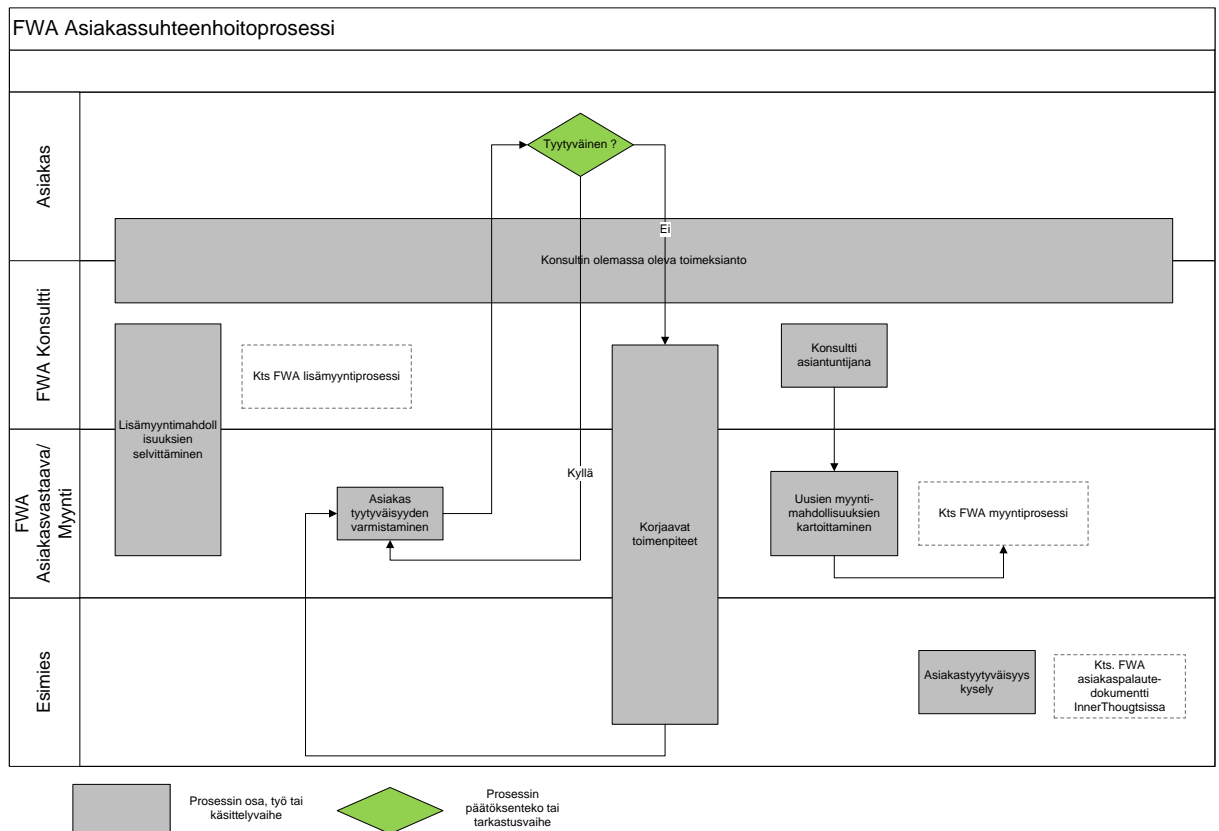 FWA Asiakassuhteenhoitoprosessi
Asiakas
Tyytyväinen ?
Ei
Konsultin olemassa oleva toimeksianto
FWA Konsultti
Kts FWA lisämyyntiprosessi
Konsultti
asiantuntijana
Lisämyyntimahdoll
isuuksien
selvittäminen
FWA
Asiakasvastaava/
Myynti
Kyllä
Asiakas
tyytyväisyyden
varmistaminen
Korjaavat
toimenpiteet
Uusien myynti-
mahdollisuuksien
kartoittaminen
Kts FWA myyntiprosessi
Esimies
Asiakastyytyväisyys
kysely
Kts. FWA
asiakaspalaute-
dokumentti
InnerThougtsissa
Prosessin osa, työ tai
käsittelyvaihe
Prosessin
päätöksenteko tai
tarkastusvaihe